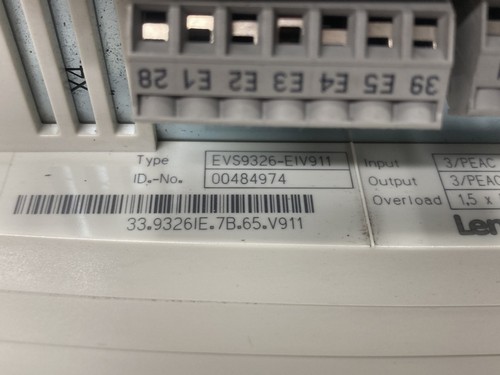 28 E1 E2 E3 E4 E5 39
Type EVS9326-EIV911
ID.-No. 00484974
33.9326IE.7B.65.V911
Input 3/PEAC
Output 3/PEAC
Overload 1,5 x
Len